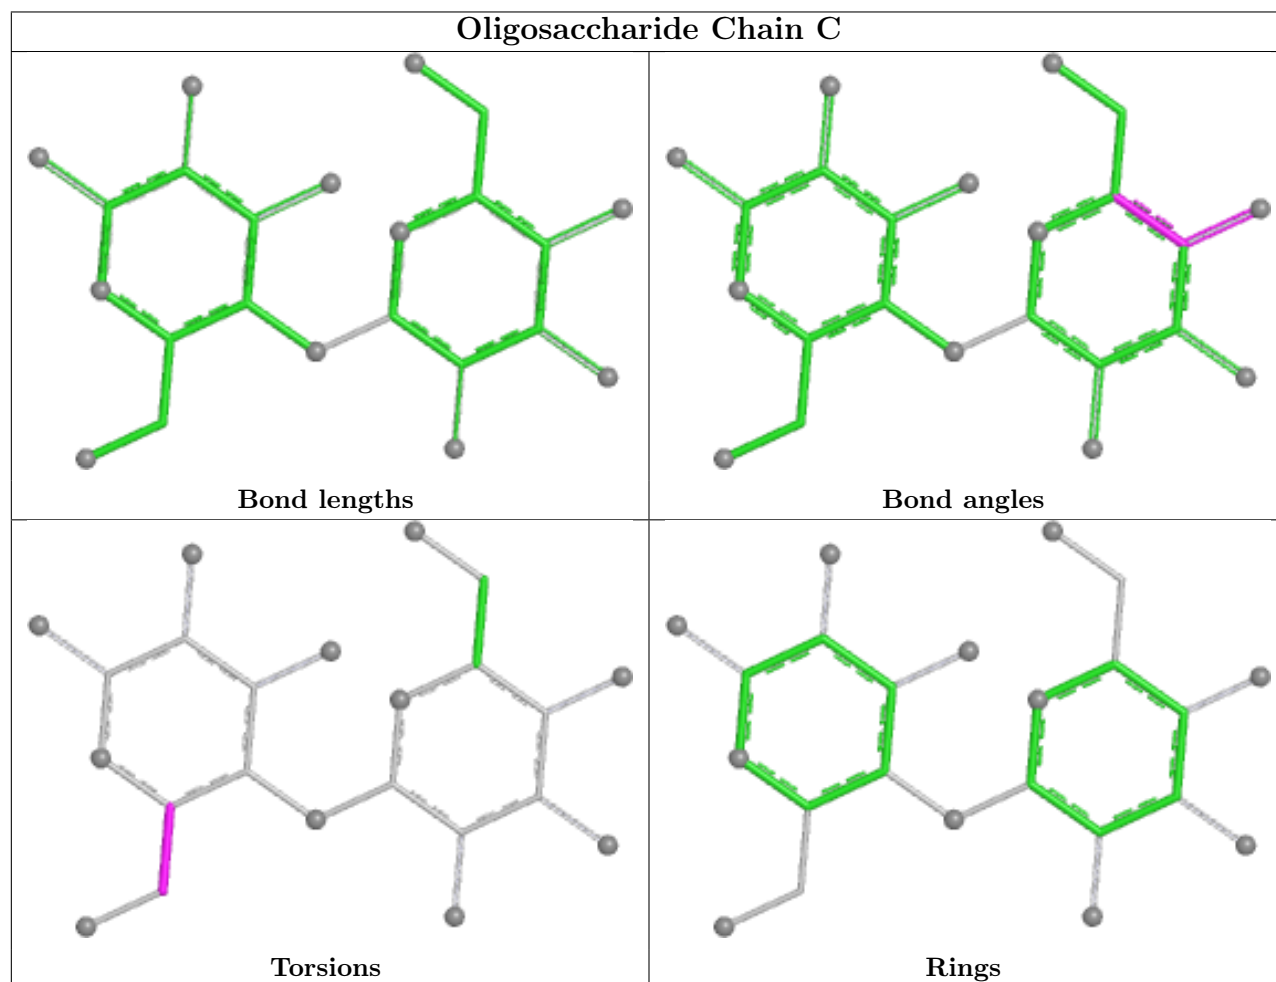 Oligosaccharide Chain C
Bond lengths
Bond angles
Torsions
Rings